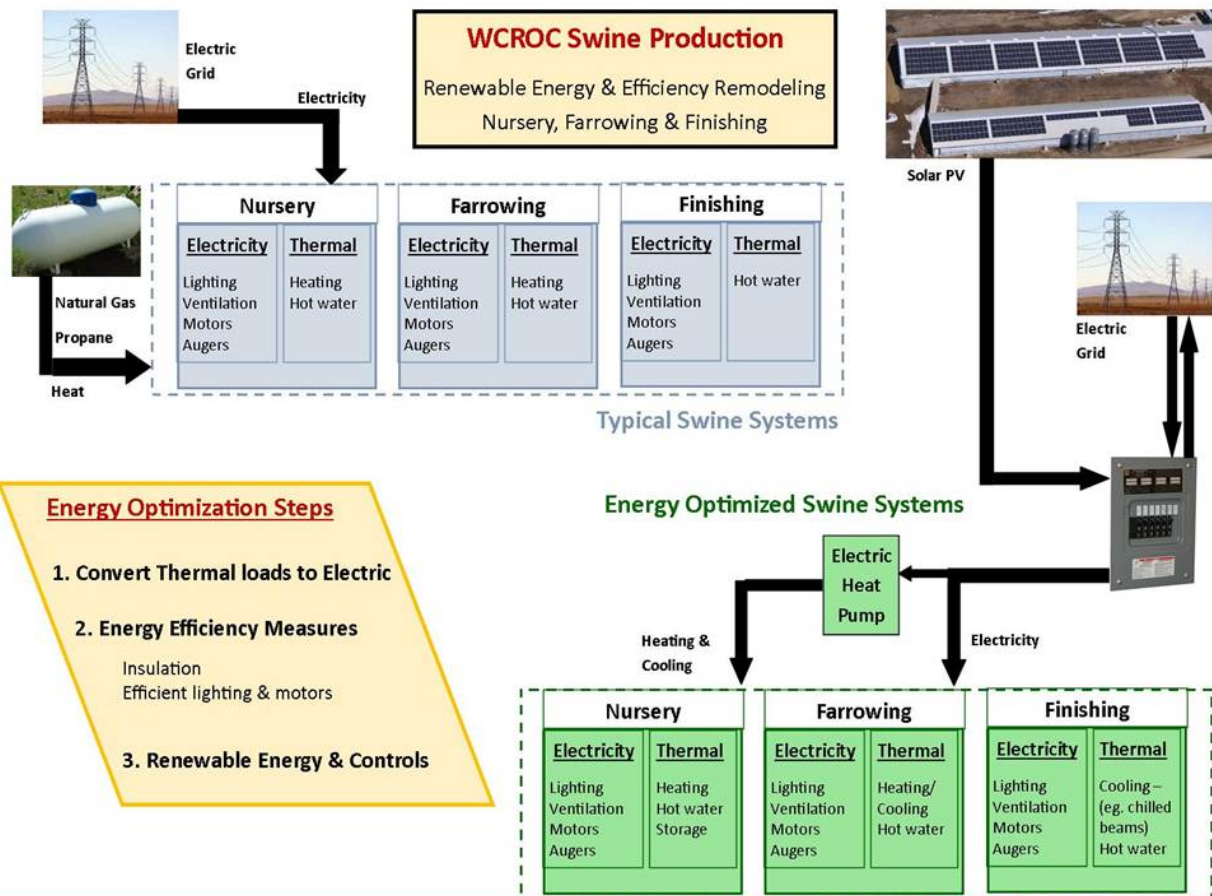 WCROC Swine Production
Renewable Energy & Efficiency Remodeling
Nursery, Farrowing & Finishing
Electric
Grid
Electricity
Natural Gas
Propane
Heat
Nursery
Electricity
Lighting
Ventilation
Motors
Augers
Thermal
Heating
Hot water
Farrowing
Electricity
Lighting
Ventilation
Motors
Augers
Thermal
Heating
Hot water
Finishing
Electricity
Lighting
Ventilation
Motors
Augers
Thermal
Hot water
Typical Swine Systems
Solar PV
Electric
Grid
Energy Optimization Steps
1. Convert Thermal loads to Electric
2. Energy Efficiency Measures
Insulation
Efficient lighting & motors
3. Renewable Energy & Controls
Energy Optimized Swine Systems
Electric
Heat
Pump
Heating &
Cooling
Electricity
Nursery
Electricity
Lighting
Ventilation
Motors
Augers
Thermal
Heating
Hot water
Storage
Farrowing
Electricity
Lighting
Ventilation
Motors
Augers
Thermal
Heating/
Cooling
Hot water
Finishing
Electricity
Lighting
Ventilation
Motors
Augers
Thermal
Cooling –
(eg. chilled
beams)
Hot water